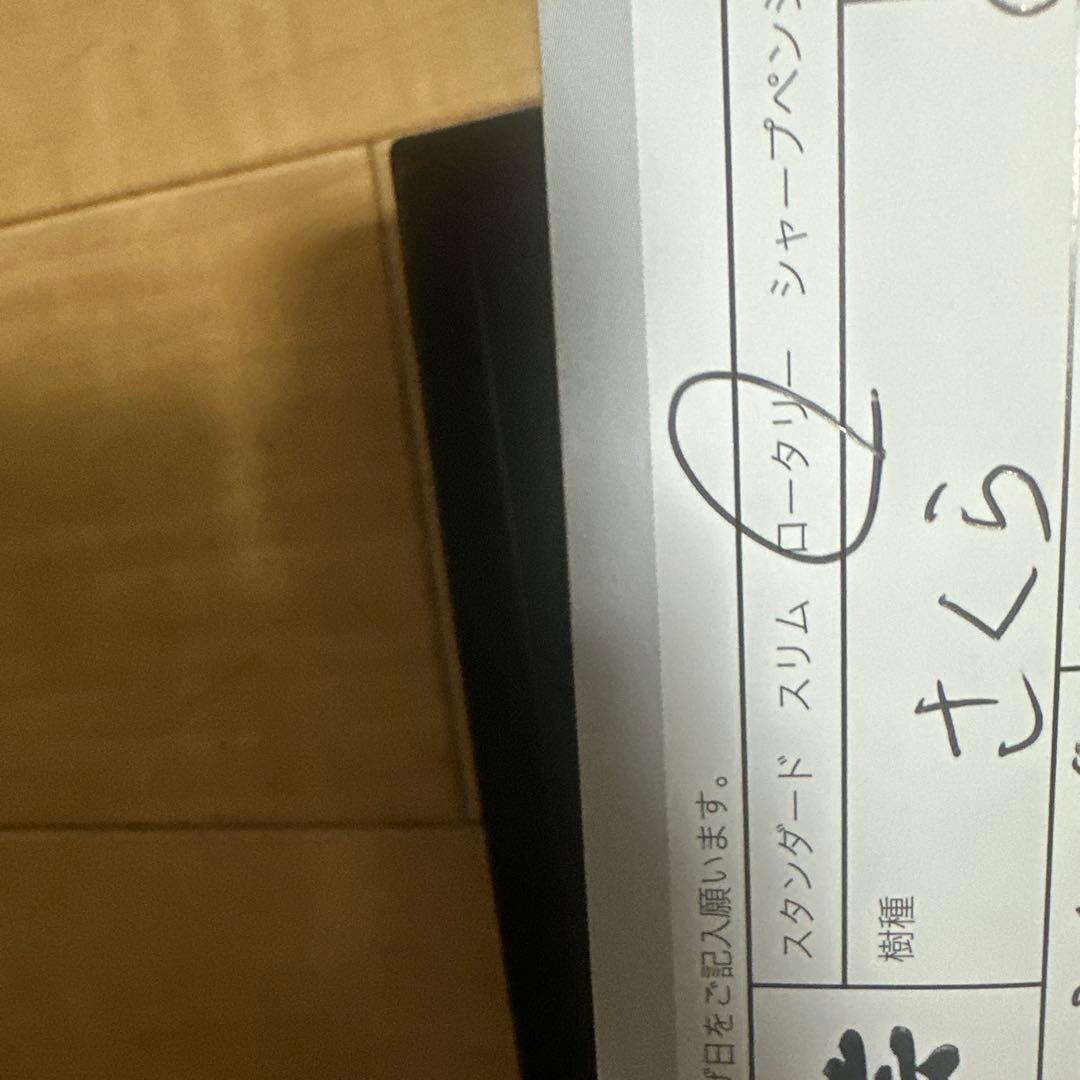 日をご記入願います。
スタンダード スリム ロータリー シャープペン
樹種
さくら